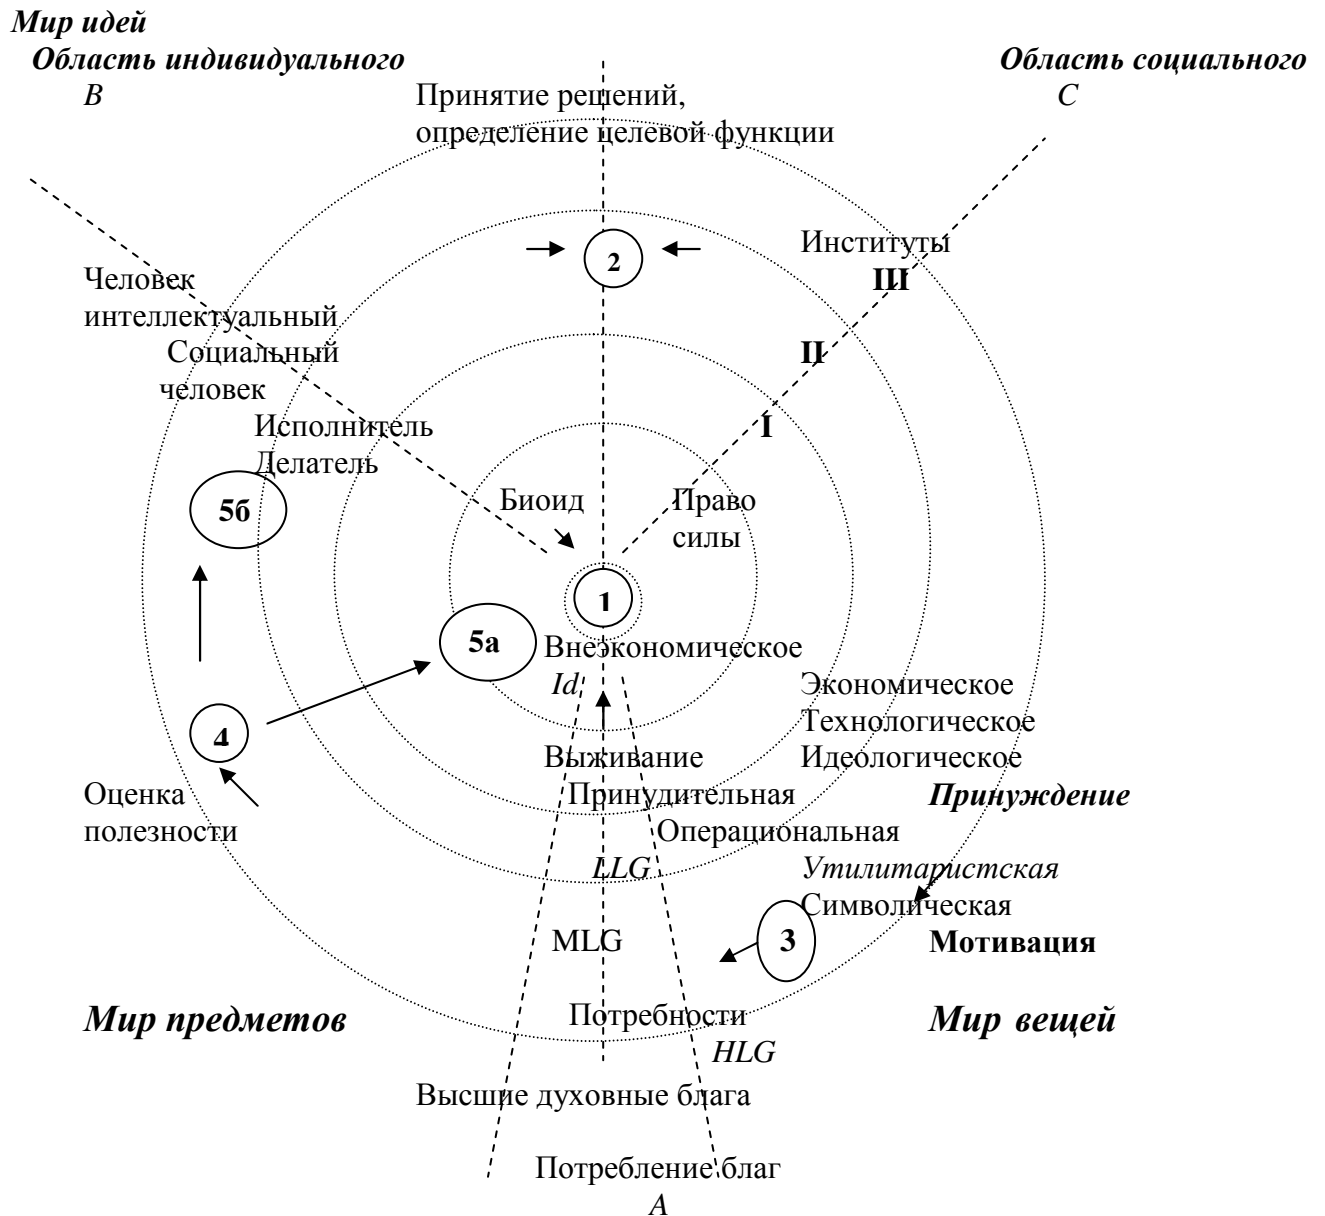 Мир идей
Область индивидуального
Область социального
B
Принятие решений,
C
определение целевой функции
Институты
2
III
Человек
интеллектуальный
Социальный
II
человек
Исполнитель
I
Делатель
Биоид
Право
5б
силы
1
5а
Внеэкономическое
Id
Экономическое
4
Технологическое
Выживание
Идеологическое
Оценка
Принудительная
Принуждение
полезности
Операциональная
LLG
Утилитаристская
Символическая
MLG
3
Мотивация
Мир предметов
Потребности
Мир вещей
HLG
Высшие духовные блага
Потребление благ
A